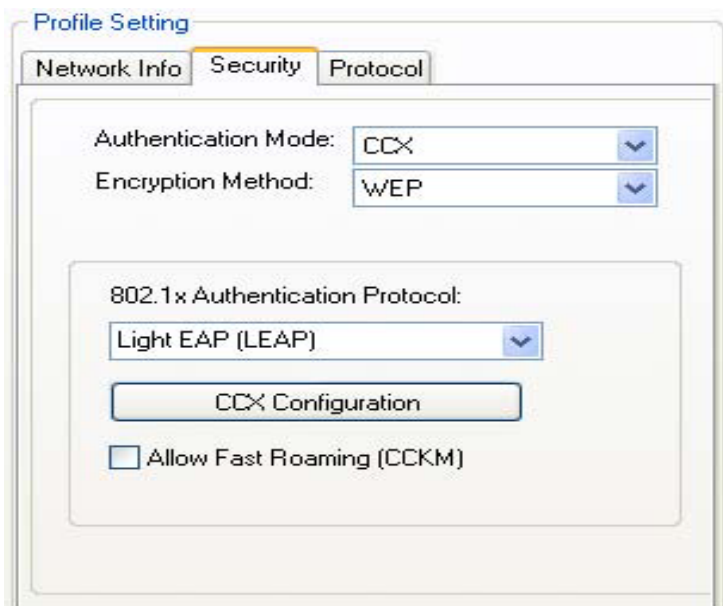 Profile Setting
Network Info Security Protocol
Authentication Mode: CCX
Encryption Method: WEP
802.1x Authentication Protocol:
Light EAP (LEAP)
CCX Configuration
Allow Fast Roaming (CCKM)